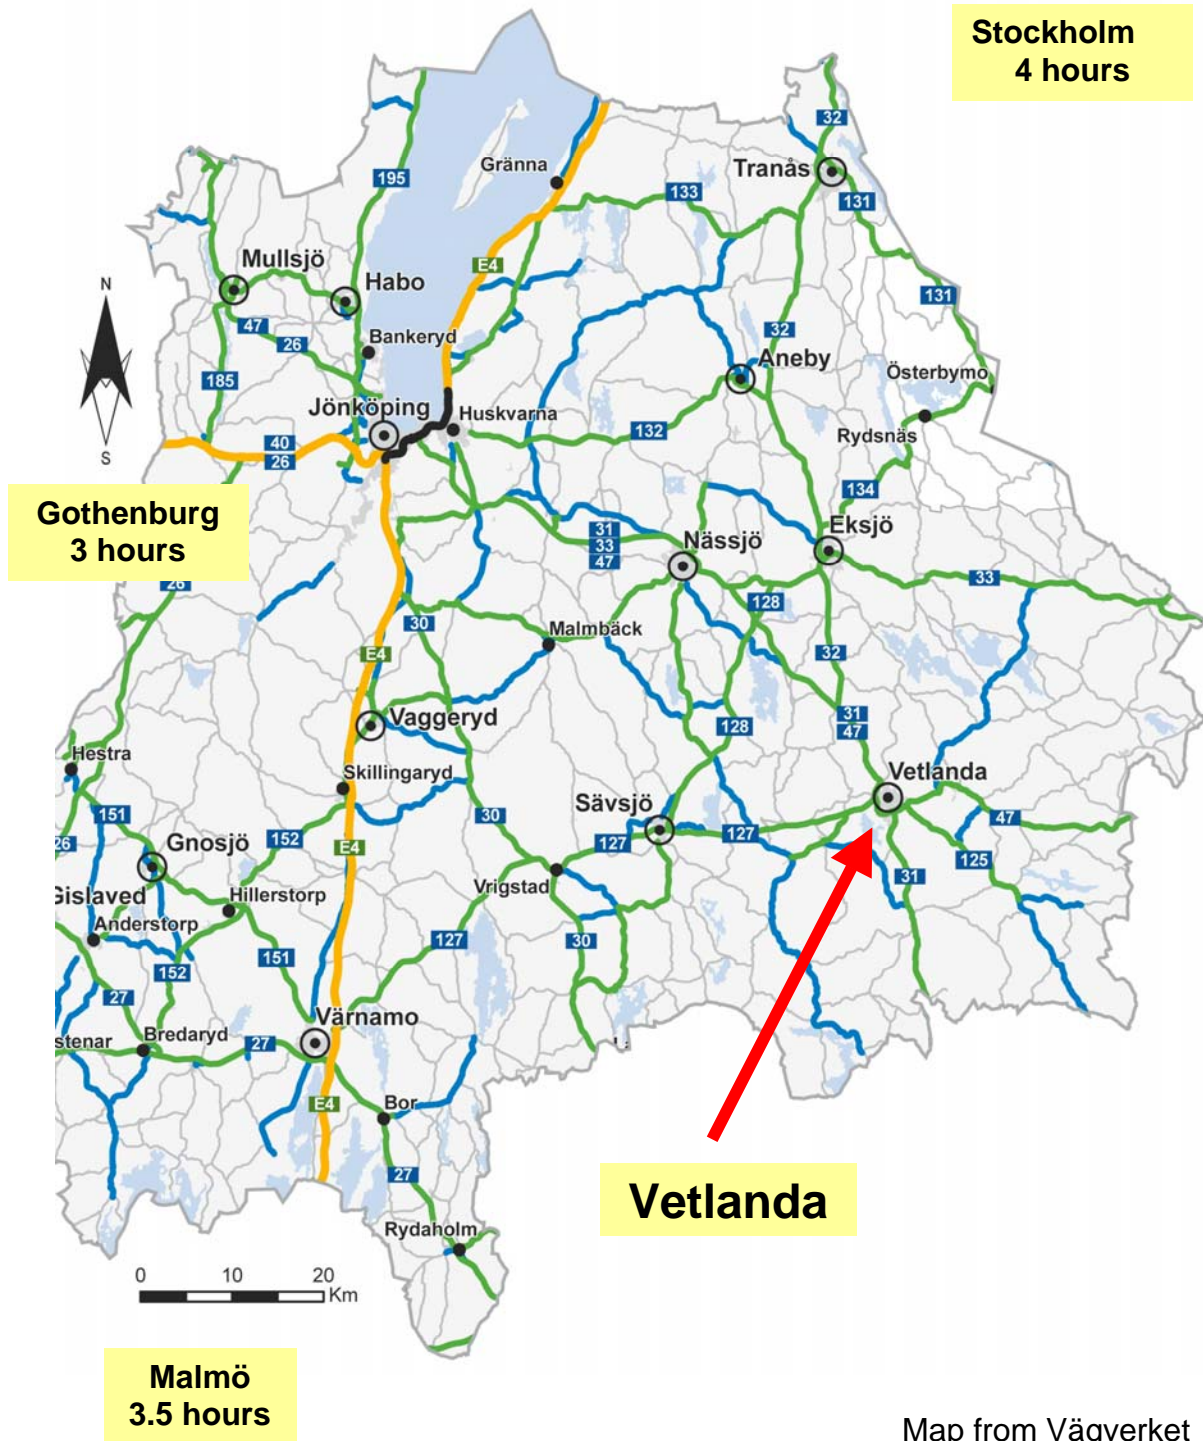 Stockholm
4 hours
32
Gränna
Tranås
195
133
131
Mullsjö
E4
Habo
N
131
47
32
26
Bankeryd
Aneby
Österbymo
185
Jönköping
Huskvarna
40
132
Rydsnäs
26
S
134
Gothenburg
3 hours
31
33
47
Nässjö
Eksjö
26
33
128
30
Malmbäck
E4
32
Vaggeryd
31
47
128
Hestra
Skillingaryd
Vetlanda
Sävsjö
151
30
47
26
152
127
127
Gnosjö
E4
125
Vrigstad
31
Gislaved
Hillerstorp
Anderstorp
127
30
151
152
27
Värnamo
stenar
Bredaryd
27
E4
Bor
27
Vetlanda
Rydaholm
0 10 20
Km
Malmö
3.5 hours
Map from Vägverket